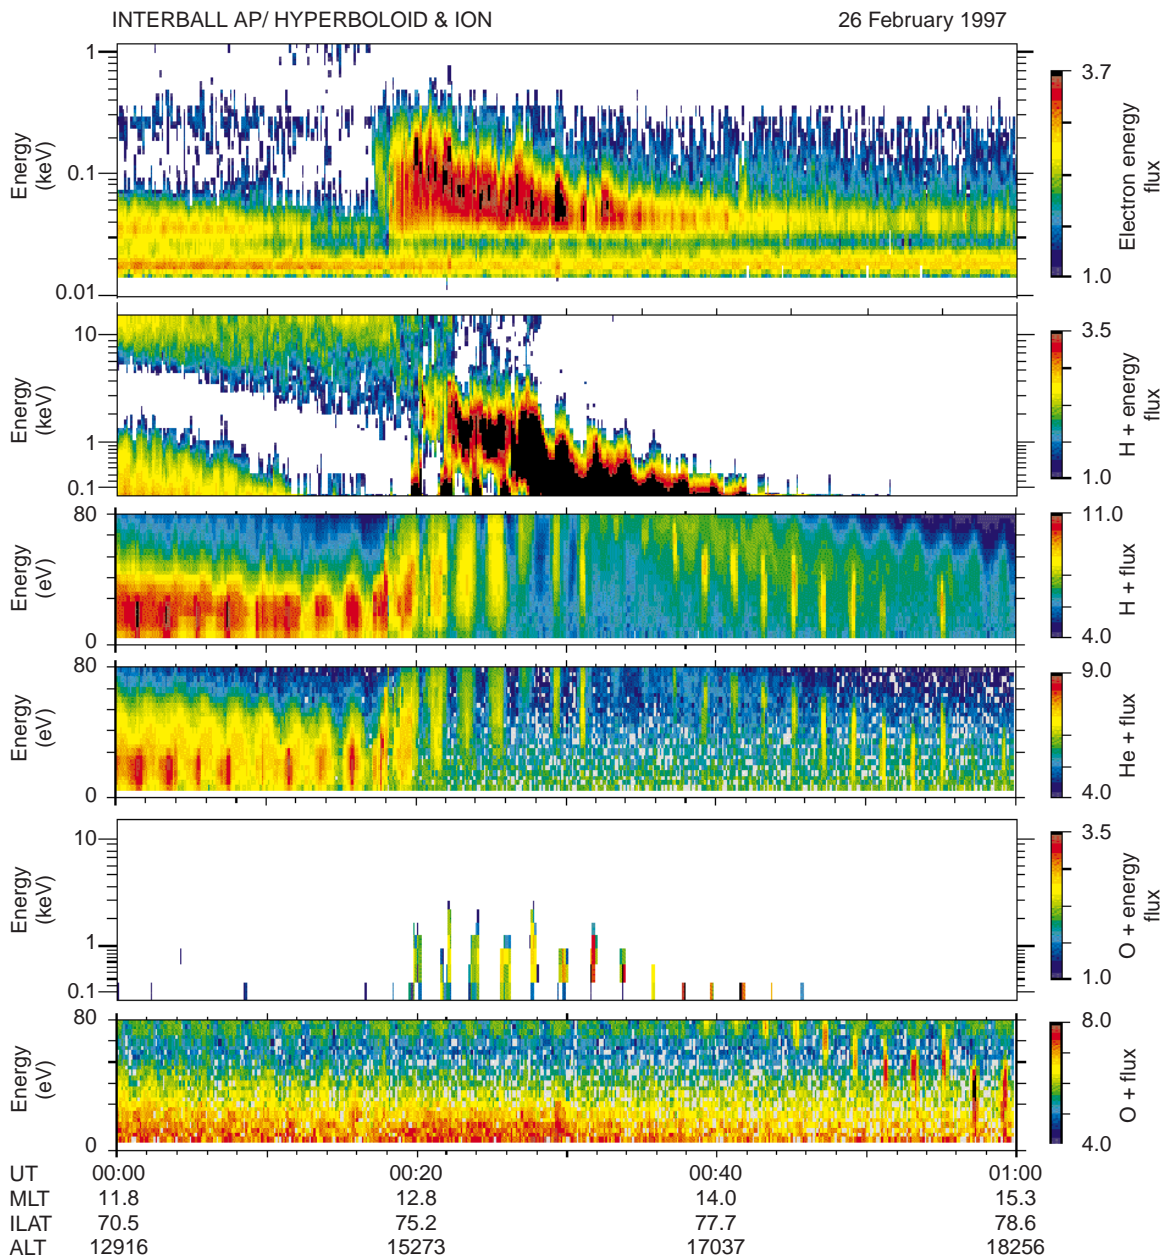 INTERBALL AP/ HYPERBOLOID & ION 26 February 1997
1
0.1
0.01
Energy
(keV)
3.7
1.0
Electron energy
flux
10
1
0.1
Energy
(keV)
3.5
1.0
H + energy
flux
80
0
Energy
(eV)
11.0
4.0
H + flux
80
0
Energy
(eV)
9.0
4.0
He + flux
10
1
0.1
Energy
(keV)
3.5
1.0
O + energy
flux
80
0
Energy
(eV)
8.0
4.0
O + flux
UT 00:00 00:20 00:40 01:00
MLT 11.8 12.8 14.0 15.3
ILAT 70.5 75.2 77.7 78.6
ALT 12916 15273 17037 18256